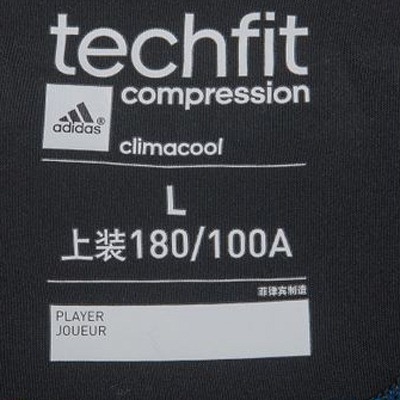 techfit
compression
adidas®
climacool
L
上装180/100A
菲律宾制造
PLAYER
JOUEUR